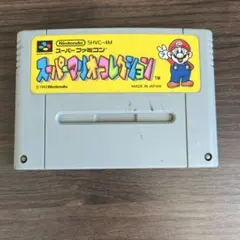 Nintendo SHVC-4M
スーパーファミコン
スーパーマリオコレクション
TM
©1993 Nintendo
MADE IN JAPAN